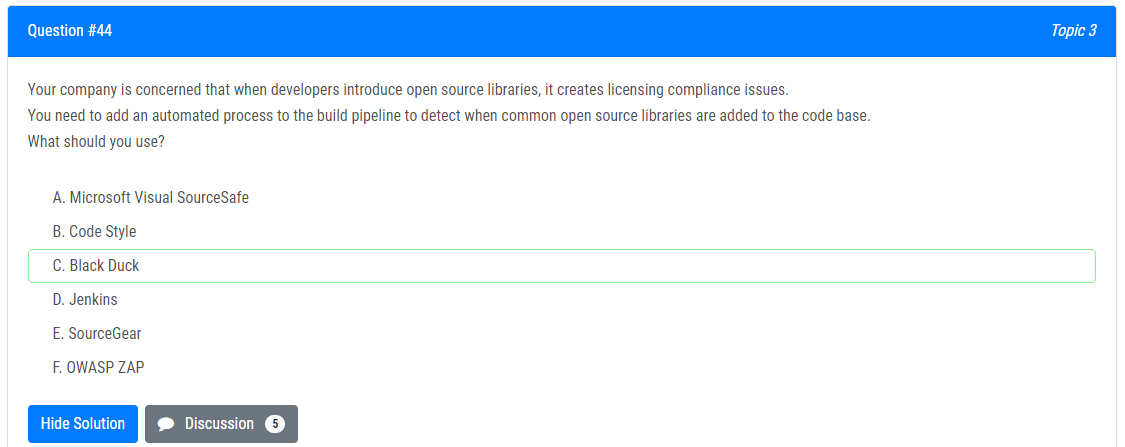 Question #44
Topic 3
Your company is concerned that when developers introduce open source libraries, it creates licensing compliance issues.
You need to add an automated process to the build pipeline to detect when common open source libraries are added to the code base.
What should you use?
A. Microsoft Visual SourceSafe
B. Code Style
C. Black Duck
D. Jenkins
E. SourceGear
F. OWASP ZAP
Hide Solution
Discussion 5